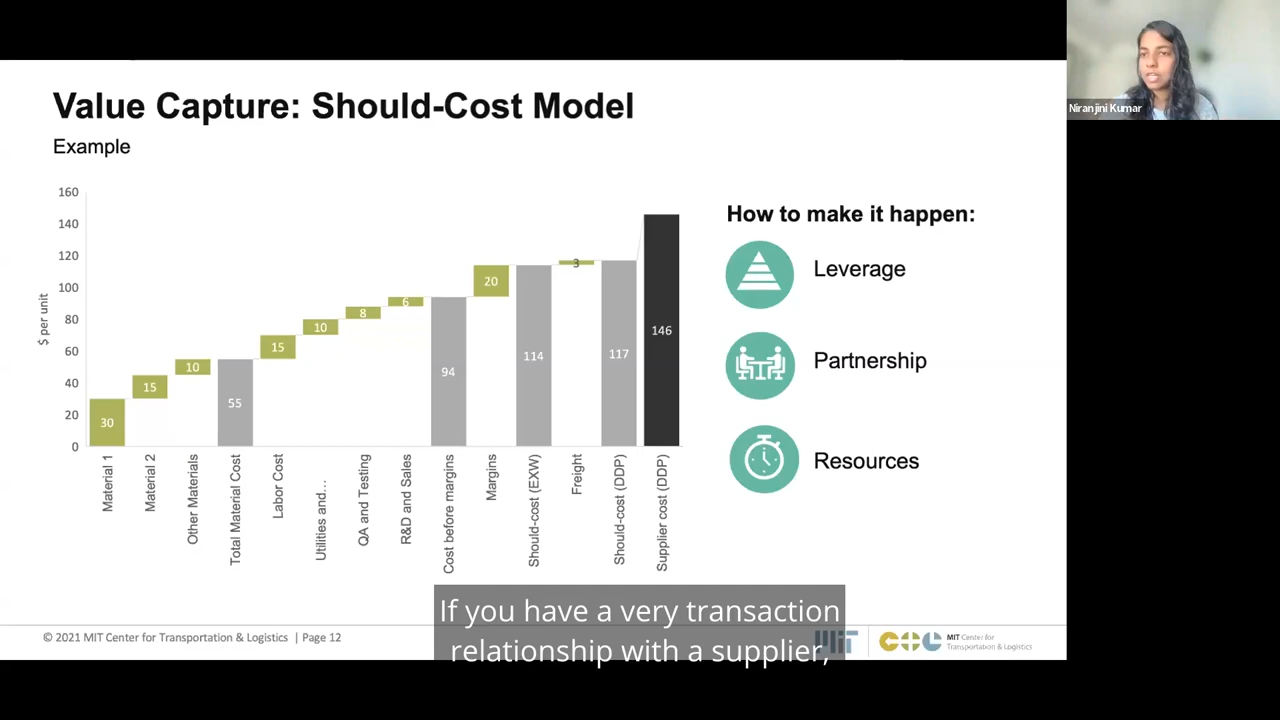 Niranjini Kumar
Value Capture: Should-Cost Model
Example
160
140
120
100
80
60
40
20
0
$ per unit
30
15
10
55
15
10
8
6
94
20
114
3
117
146
Material 1
Material 2
Other Materials
Total Material Cost
Labor Cost
Utilities and...
QA and Testing
R&D and Sales
Cost before margins
Margins
Should-cost (EXW)
Freight
Should-cost (DDP)
Supplier cost (DDP)
How to make it happen:
Leverage
Partnership
Resources
If you have a very transaction
relationship with a supplier,
© 2021 MIT Center for Transportation & Logistics | Page 12
MIT
MIT Center for
Transportation & Logistics